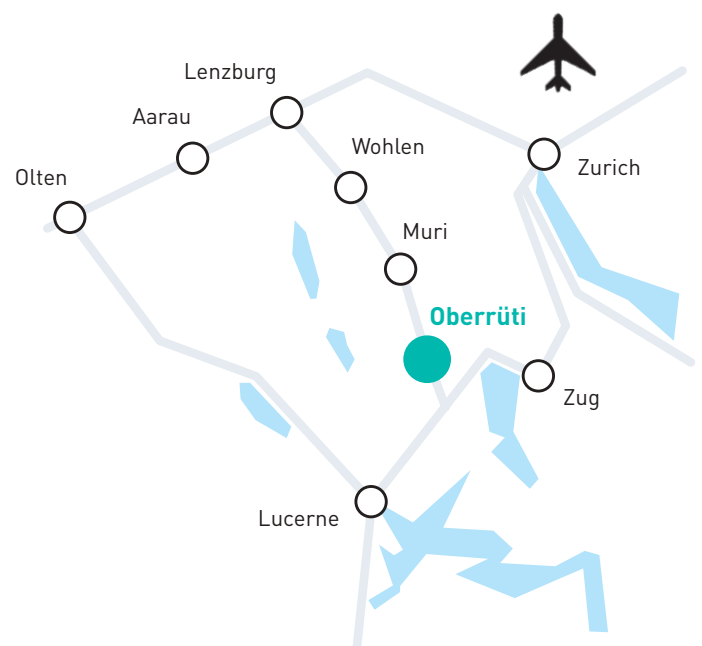 Lenzburg
Aarau
Wohlen
Zurich
Olten
Muri
Oberrüti
Zug
Lucerne